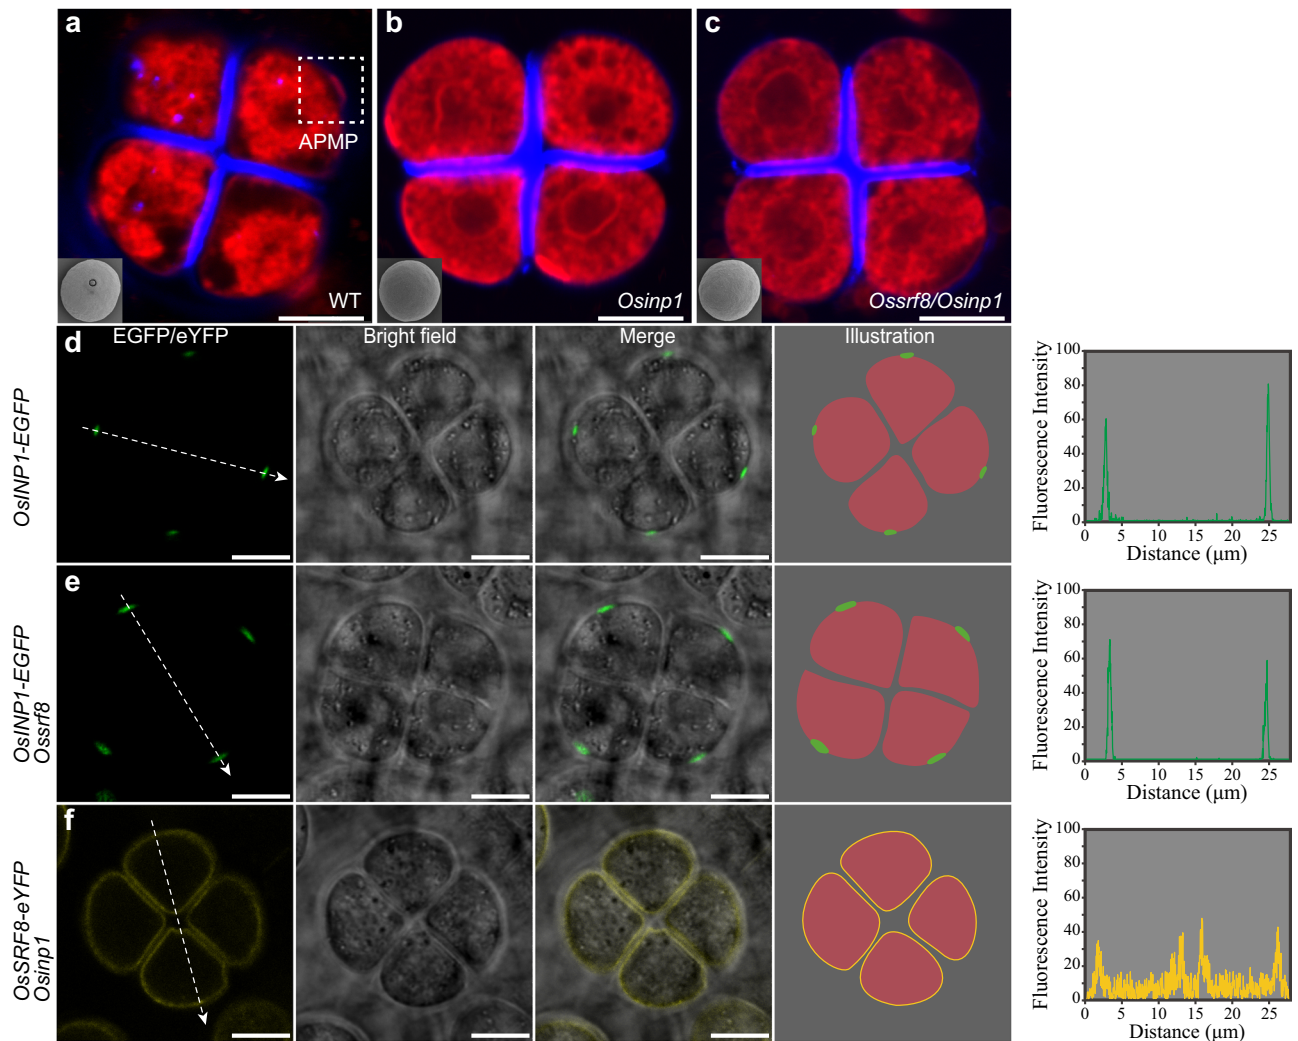 a
b
c
APMP
WT
Osinp1
Ossrf8/Osinp1
d
EGFP/eYFP
Bright field
Merge
Illustration
OsINP1-EGFP
Fluorescence Intensity
100
80
60
40
20
0
0 5 10 15 20 25
Distance (μm)
e
OsINP1-EGFP
Ossrf8
Fluorescence Intensity
100
80
60
40
20
0
0 5 10 15 20 25
Distance (μm)
f
OsSRF8-eYFP
Osinp1
Fluorescence Intensity
100
80
60
40
20
0
0 5 10 15 20 25
Distance (μm)